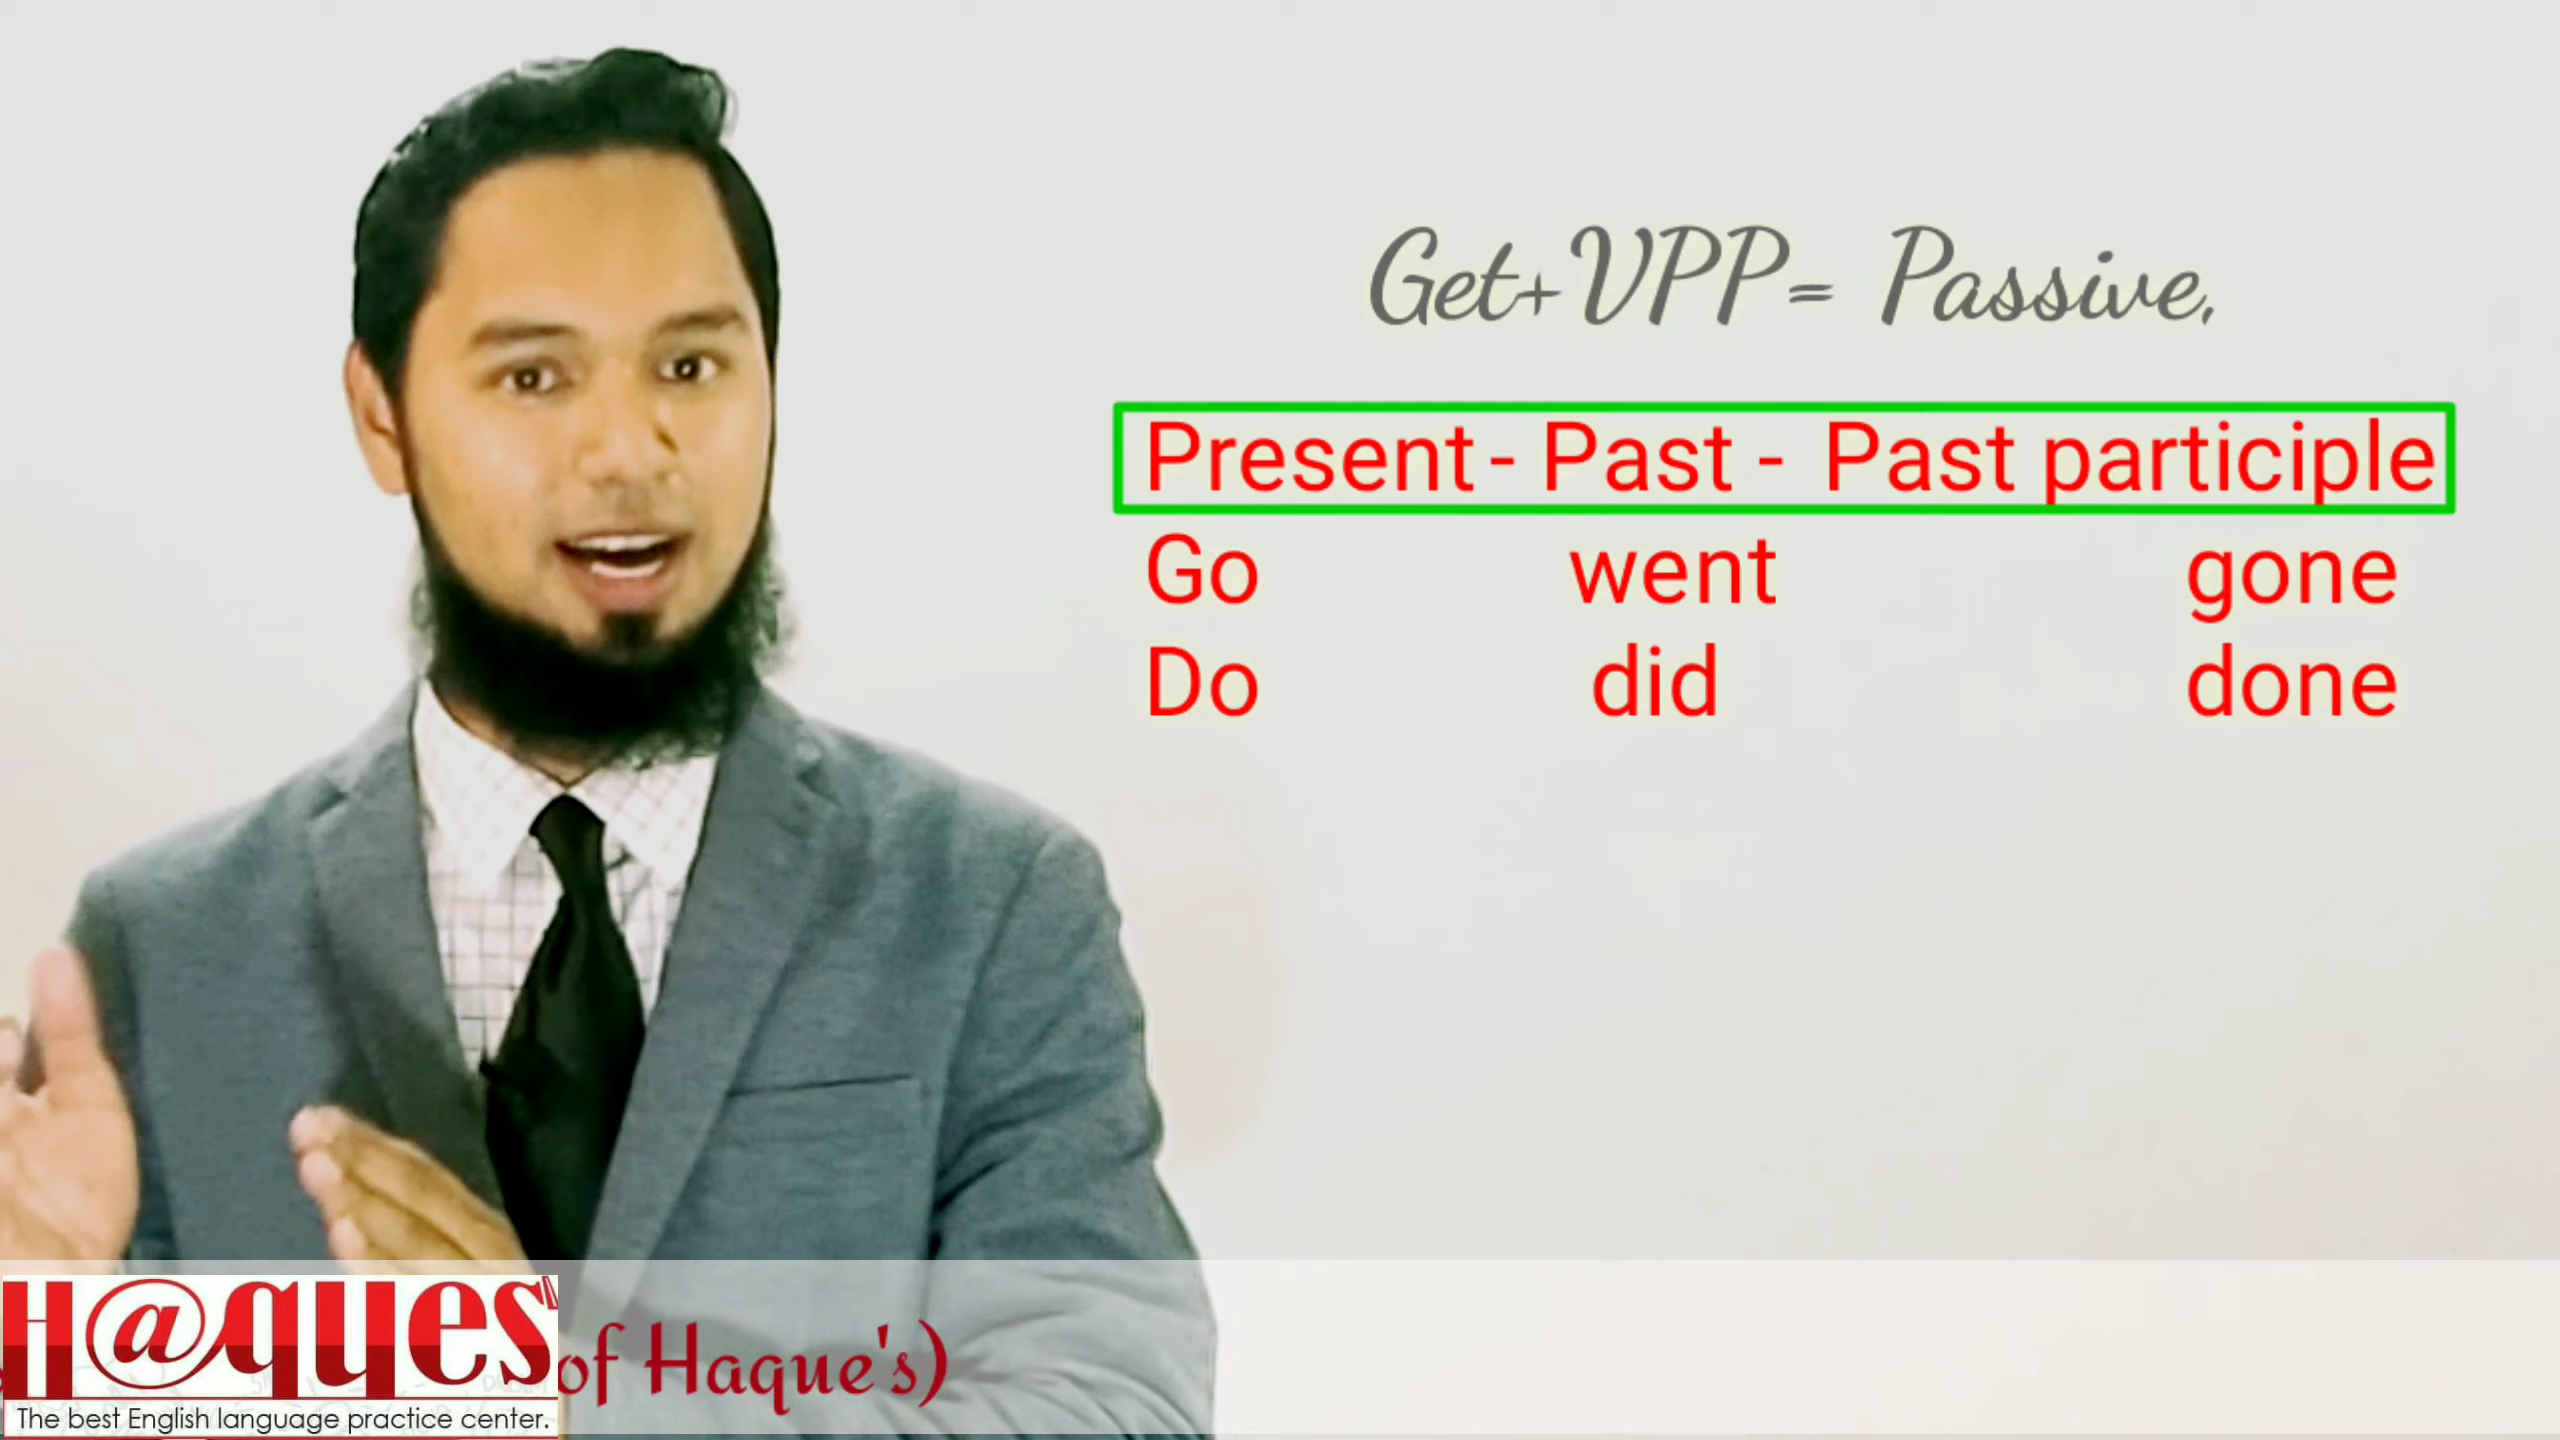 Get+VPP= Passive,
Present - Past - Past participle
Go went gone
Do did done
H@ques'
of Haque's)
The best English language practice center.